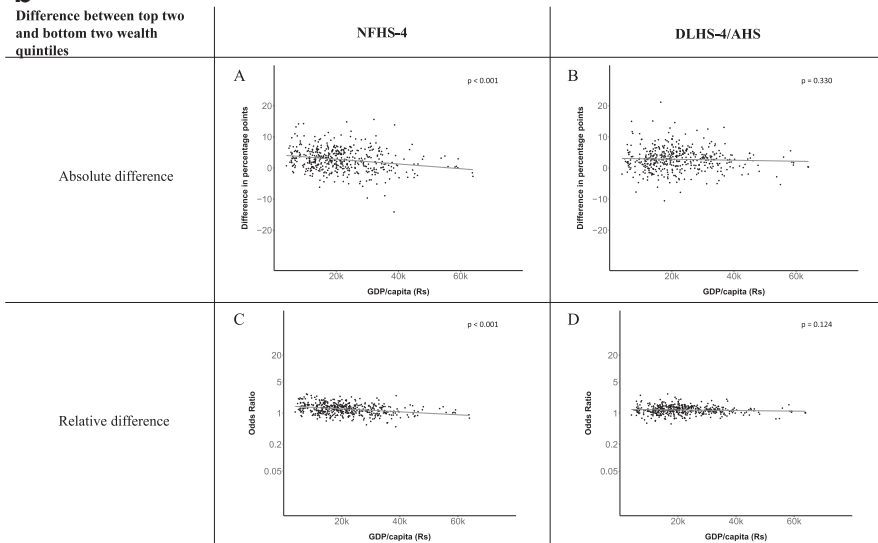 Difference between top two
and bottom two wealth
quintiles
NFHS-4
DLHS-4/AHS
Absolute difference
A
p < 0.001
Difference in percentage points
20
10
0
−10
−20
20k 40k 60k
GDP/capita (Rs)
B
p = 0.330
Difference in percentage points
20
10
0
−10
−20
20k 40k 60k
GDP/capita (Rs)
Relative difference
C
p < 0.001
Odds Ratio
20
5
1
0.2
0.05
20k 40k 60k
GDP/capita (Rs)
D
p = 0.124
Odds Ratio
20
5
1
0.2
0.05
20k 40k 60k
GDP/capita (Rs)